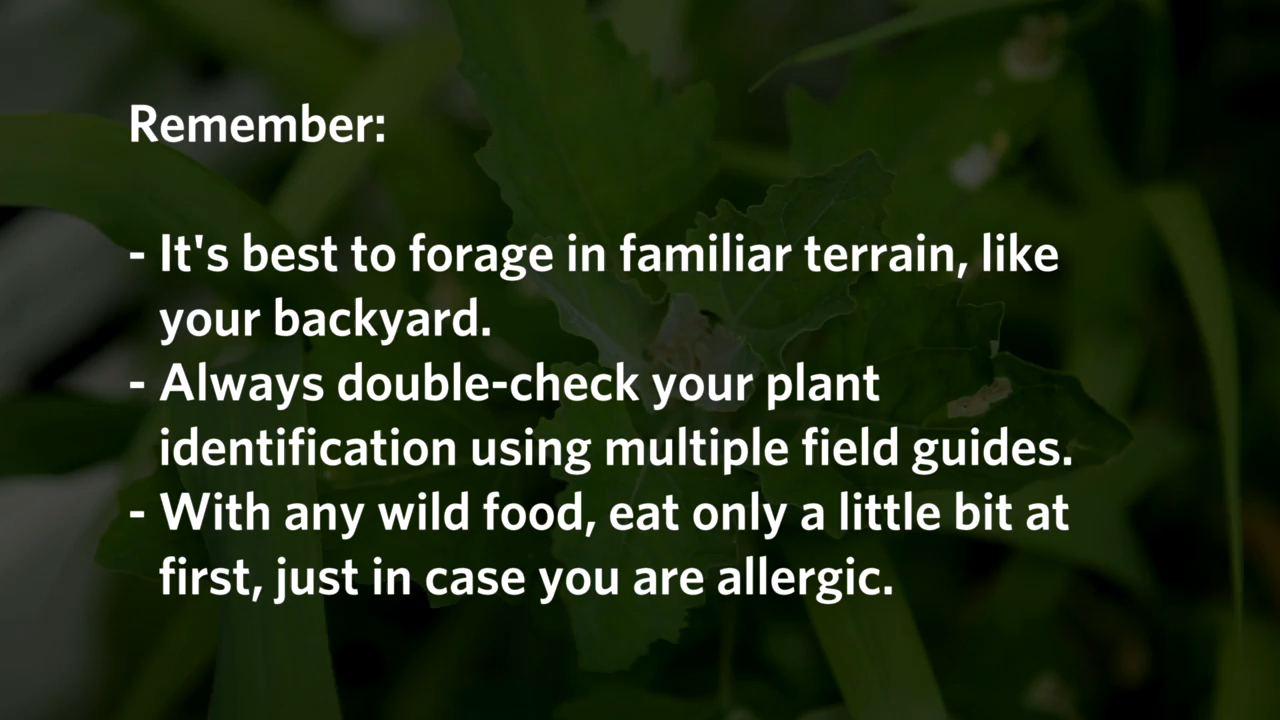 Remember:
- It's best to forage in familiar terrain, like
your backyard.
- Always double-check your plant
identification using multiple field guides.
- With any wild food, eat only a little bit at
first, just in case you are allergic.